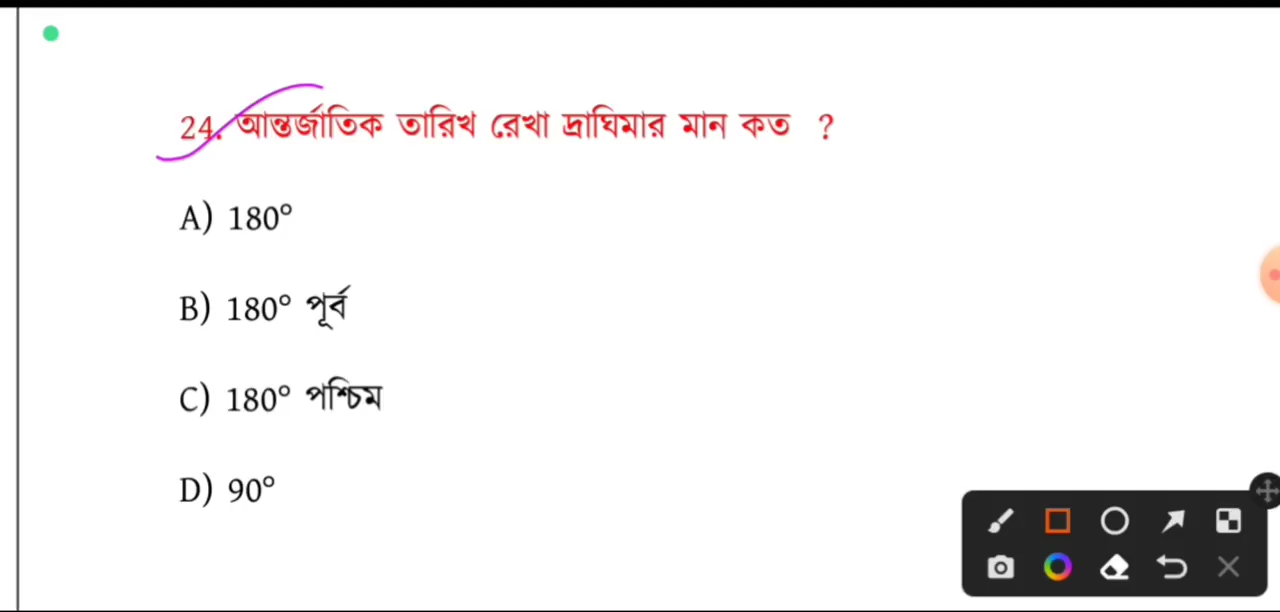 24. আন্তর্জাতিক তারিখ রেখা দ্রাঘিমার মান কত ?
A) 180°
B) 180° পূর্ব
C) 180° পশ্চিম
D) 90°